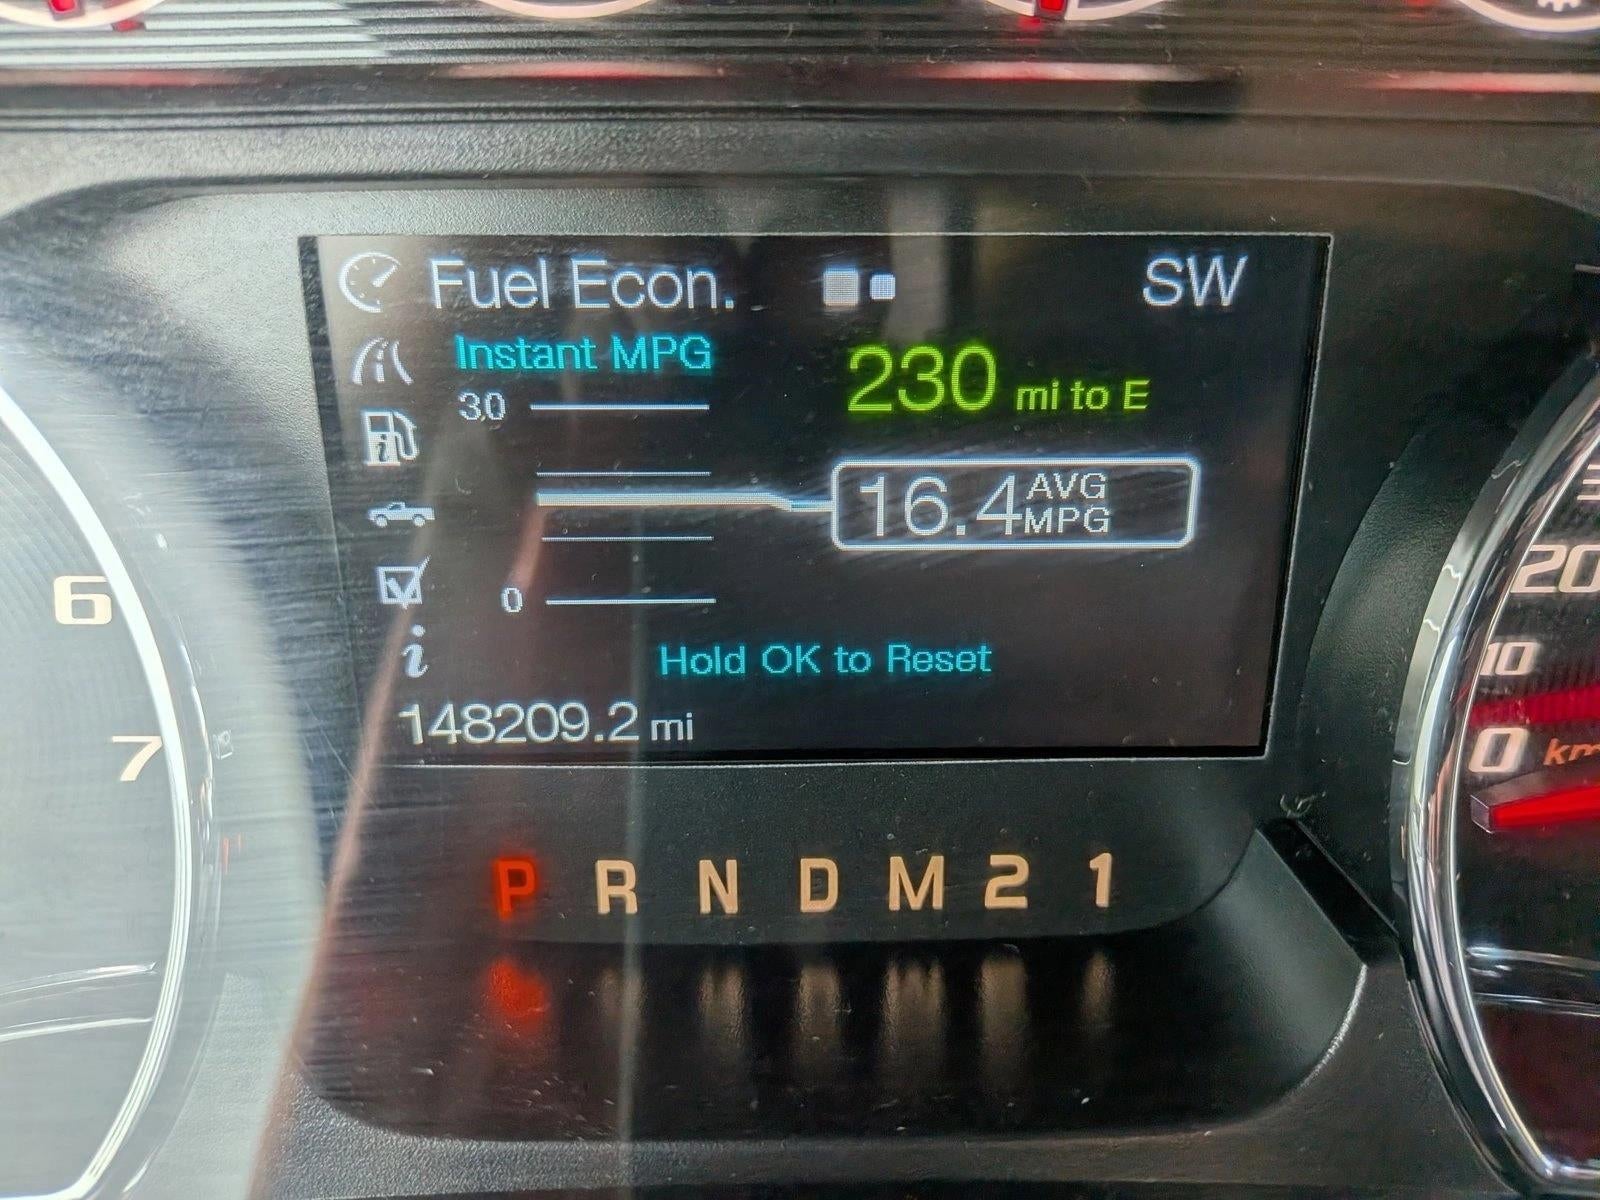 Fuel Econ.
SW
Instant MPG
30
230 mi to E
16.4 AVG MPG
0
Hold OK to Reset
148209.2 mi
P R N D M 2 1
6
7
20
10
0